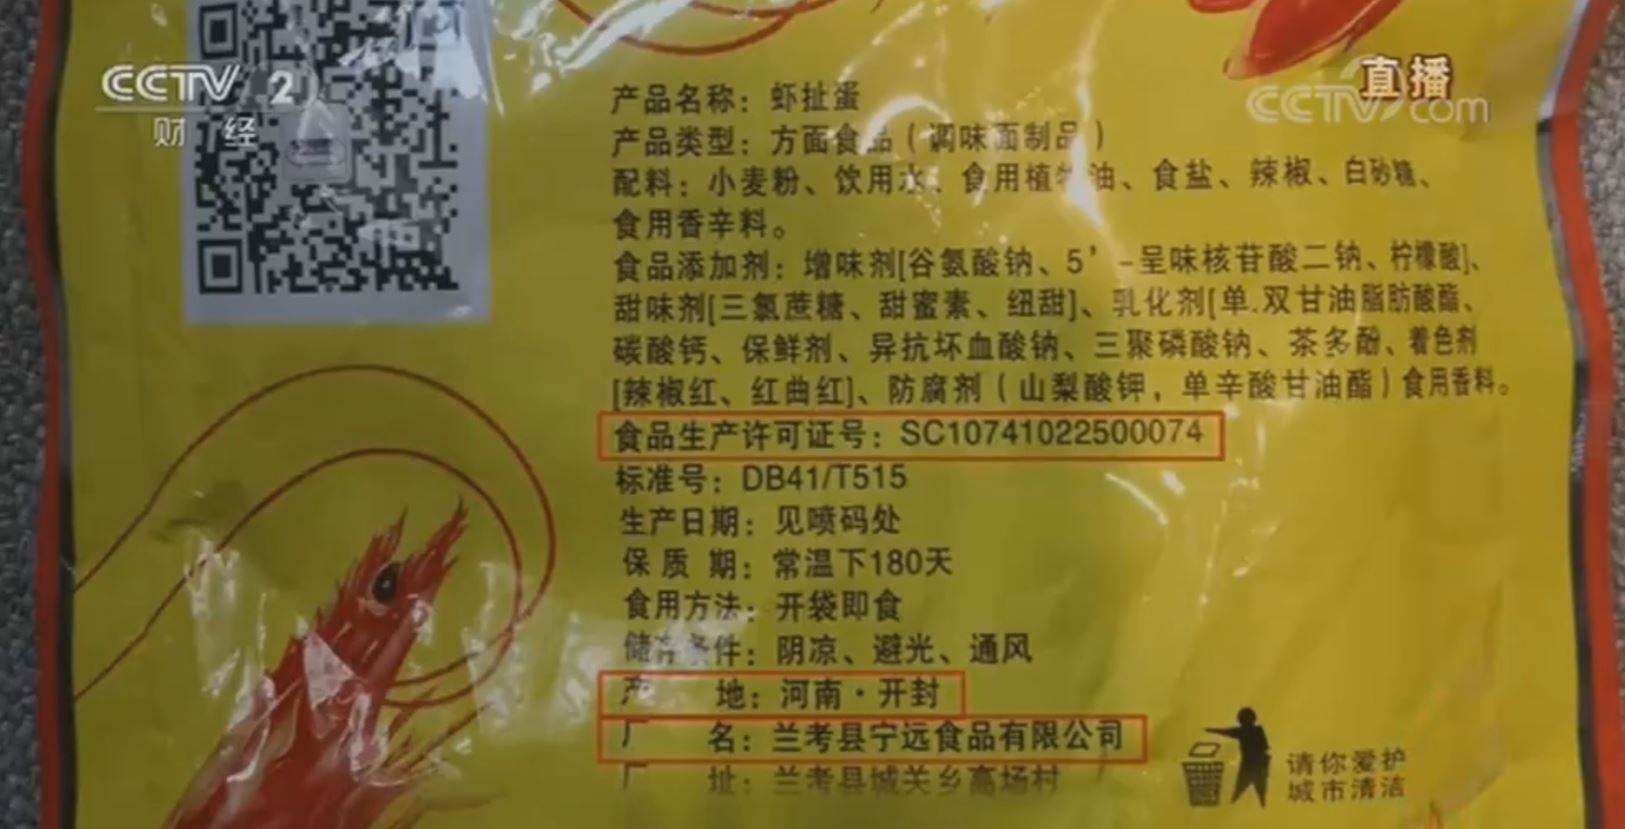 CCTV 2
财 经
直播
CCTV.com
产品名称：虾扯蛋
产品类型：方面食品（调味面制品）
配料：小麦粉、饮用水、食用植物油、食盐、辣椒、白砂糖、
食用香辛料。
食品添加剂：增味剂[谷氨酸钠、5’-呈味核苷酸二钠、柠檬酸]、
甜味剂[三氯蔗糖、甜蜜素、纽甜]、乳化剂[单.双甘油脂肪酸酯、
碳酸钙、保鲜剂、异抗坏血酸钠、三聚磷酸钠、茶多酚、着色剂
[辣椒红、红曲红]、防腐剂（山梨酸钾，单辛酸甘油酯）食用香料。
食品生产许可证号：SC10741022500074
标准号：DB41/T515
生产日期：见喷码处
保 质 期：常温下180天
食用方法：开袋即食
储存条件：阴凉、避光、通风
产 地：河南·开封
厂 名：兰考县宁远食品有限公司
厂 址：兰考县城关乡高场村
请你爱护
城市清洁